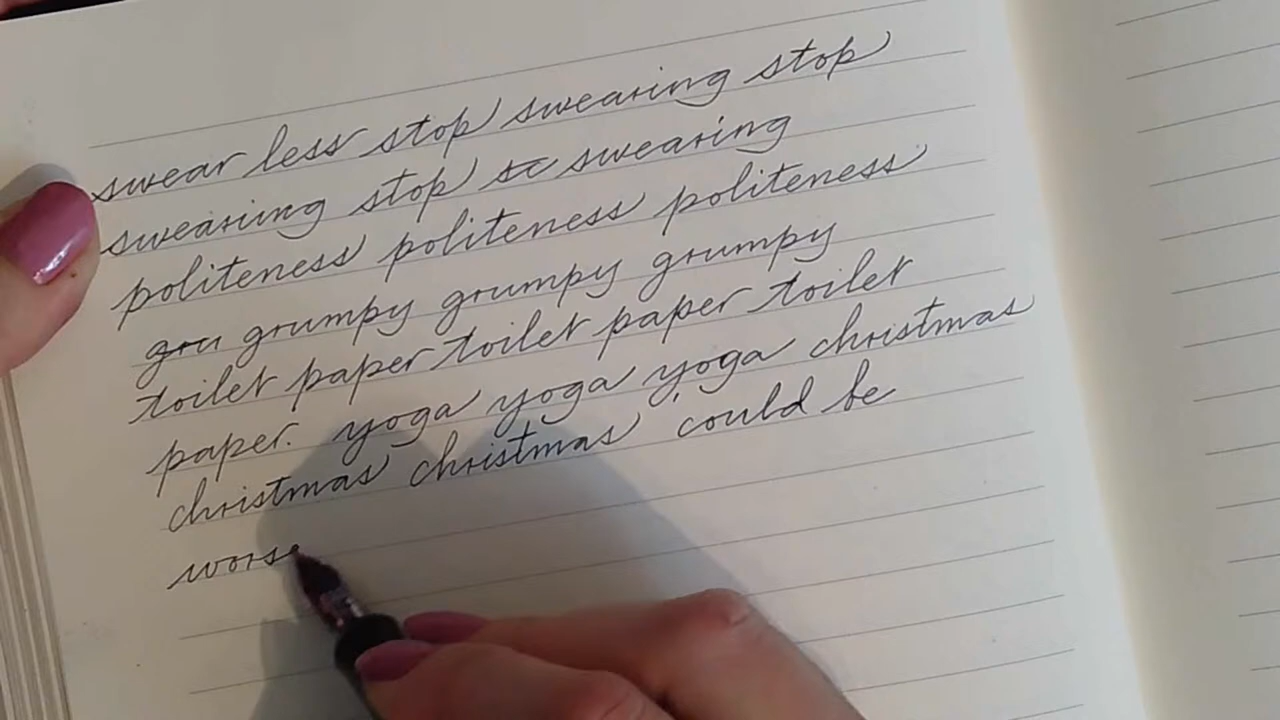 swear less stop swearing stop
swearing stop sc swearing
politeness politeness politeness
gru grumpy grumpy grumpy
toilet paper toilet paper toilet
paper. yoga yoga yoga christmas
christmas christmas could be
worse